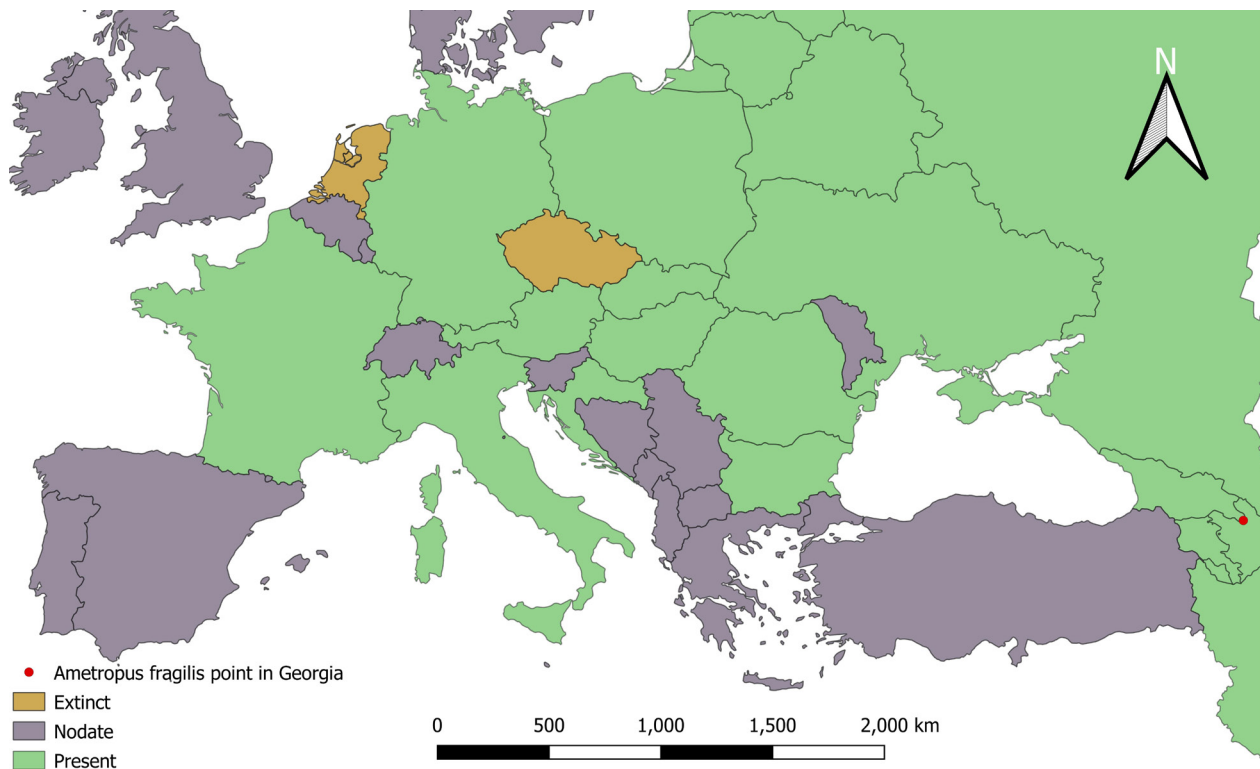 N
Ametropus fragilis point in Georgia
Extinct
Nodate
Present
0 500 1,000 1,500 2,000 km